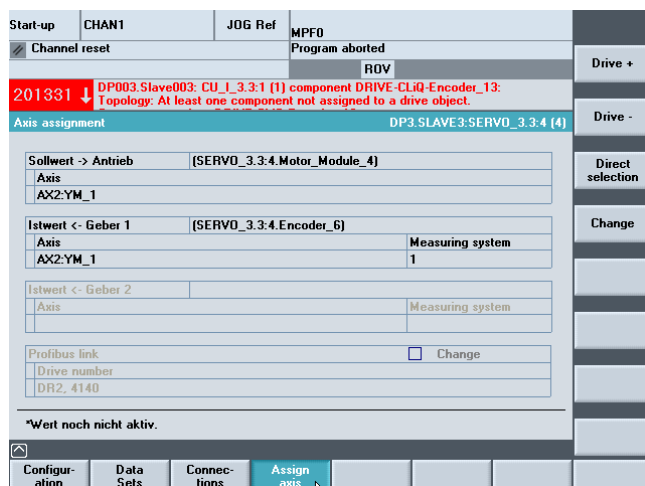 Start-up CHAN1 JOG Ref MPF0
Channel reset Program aborted
ROV
Drive +
201331 DP003.Slave003: CU_I_3.3:1 (1) component DRIVE-CLiQ-Encoder_13:
Topology: At least one component not assigned to a drive object.
Axis assignment DP3.SLAVE3:SERVO_3.3:4 (4)
Drive -
Sollwert -> Antrieb (SERVO_3.3:4.Motor_Module_4)
Axis
AX2:YM_1
Direct
selection
Istwert <- Geber 1 (SERVO_3.3:4.Encoder_6)
Axis Measuring system
AX2:YM_1 1
Change
Istwert <- Geber 2
Axis Measuring system
Profibus link Change
Drive number
DR2, 4140
*Wert noch nicht aktiv.
Configur-
ation
Data
Sets
Connec-
tions
Assign
axis